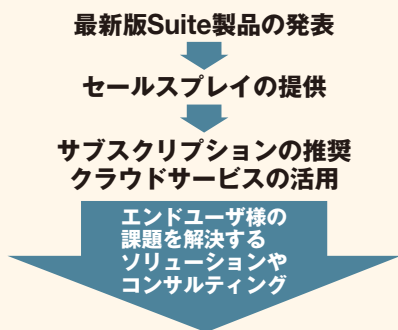 最新版Suite製品の発表
セールスプレイの提供
サブスクリプションの推奨
クラウドサービスの活用
エンドユーザ様の
課題を解決する
ソリューションや
コンサルティング